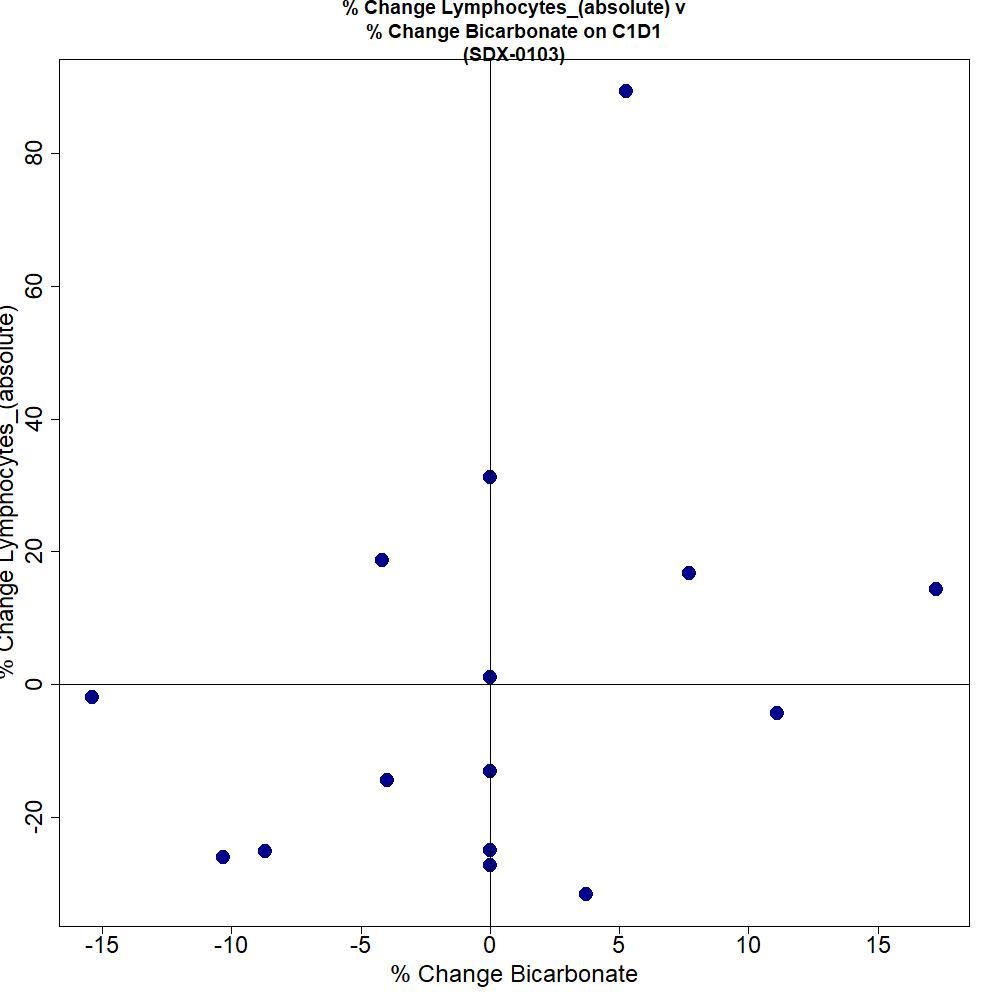 % Change Lymphocytes_(absolute) v
% Change Bicarbonate on C1D1
(SDX-0103)
% Change Lymphocytes_(absolute)
80
60
40
20
0
-20
-15
-10
-5
0
5
10
15
% Change Bicarbonate